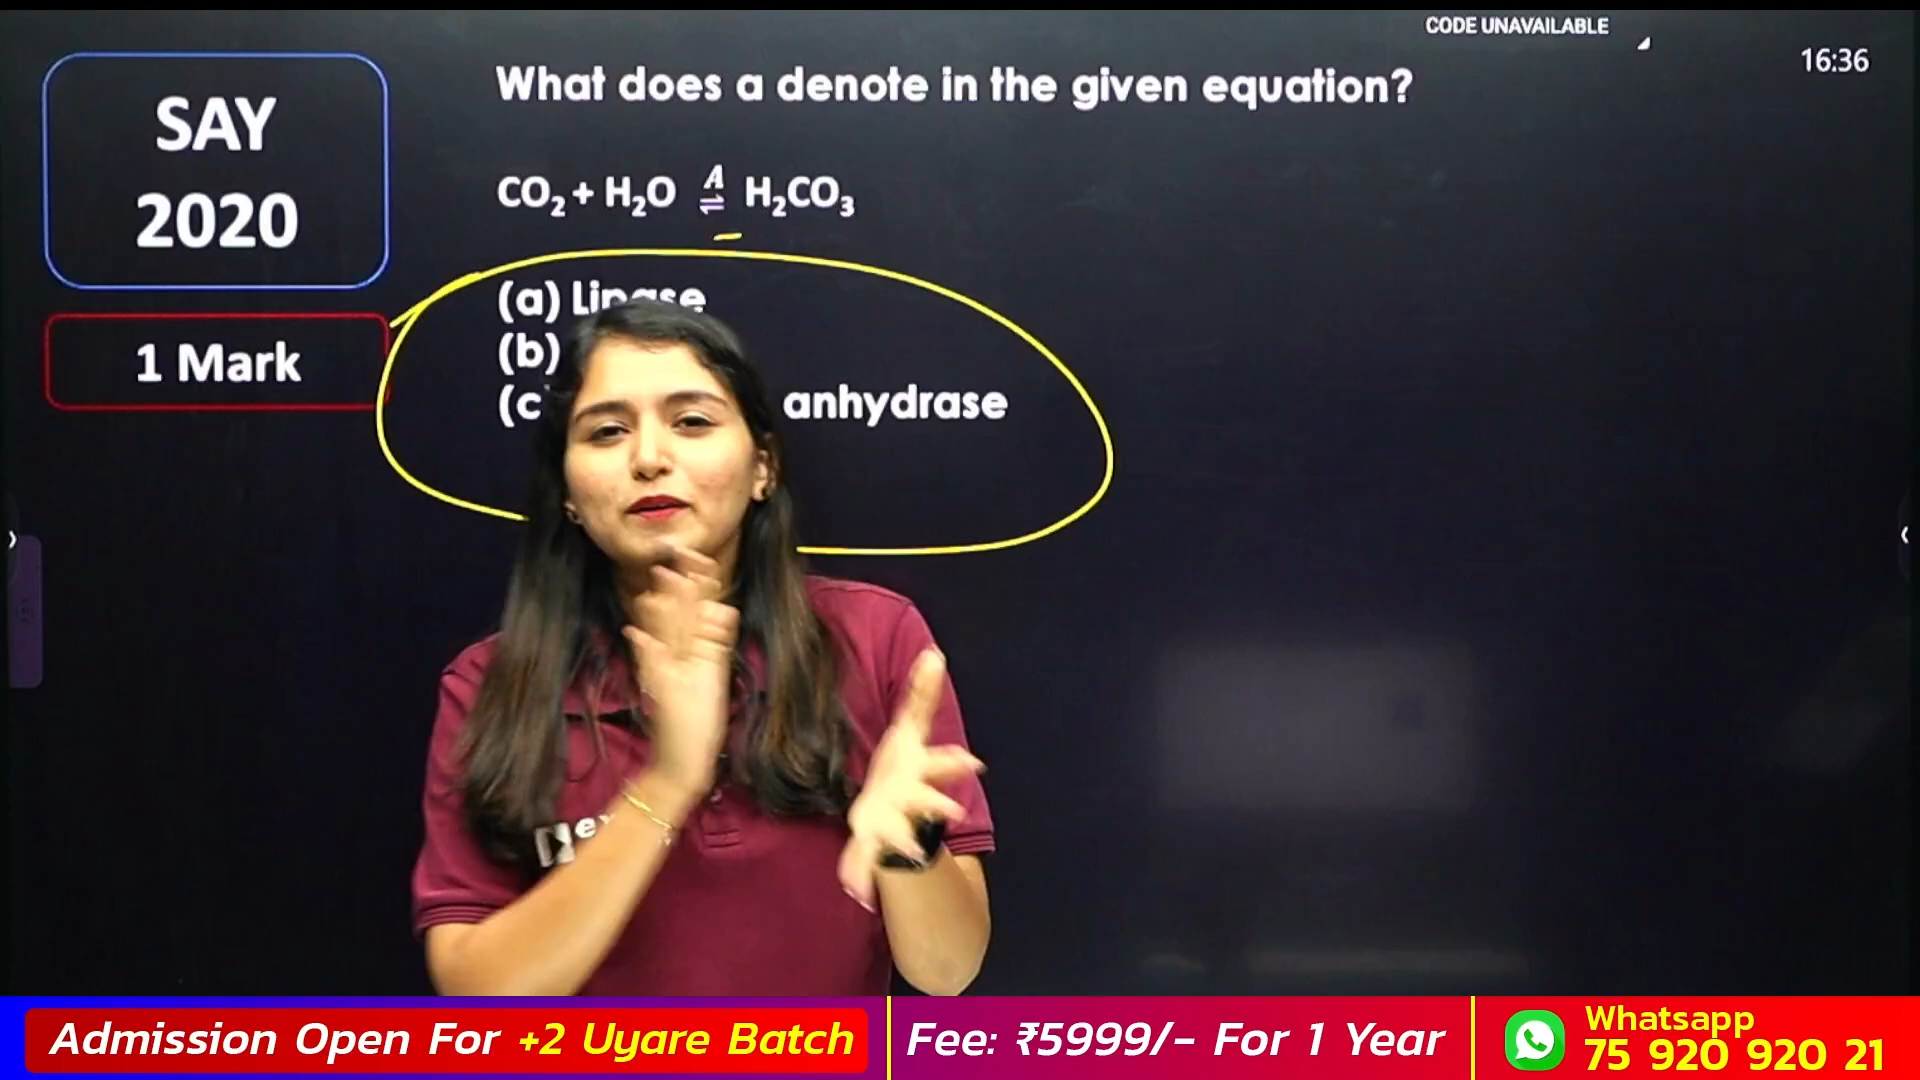 CODE UNAVAILABLE
16:36
SAY
2020
1 Mark
What does a denote in the given equation?
CO₂ + H₂O A ⇌ H₂CO₃
(a) Lipase
(b)
(c anhydrase
Admission Open For +2 Uyare Batch
Fee: ₹5999/- For 1 Year
Whatsapp
75 920 920 21